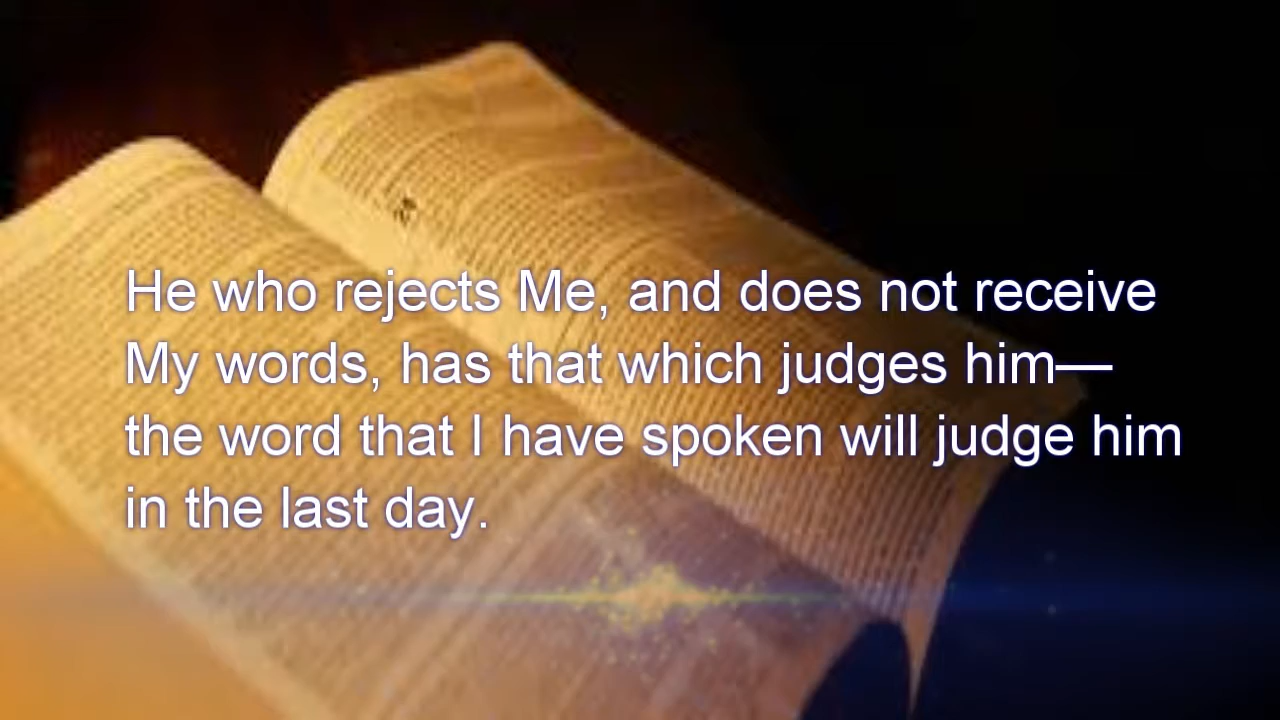 He who rejects Me, and does not receive
My words, has that which judges him—
the word that I have spoken will judge him
in the last day.